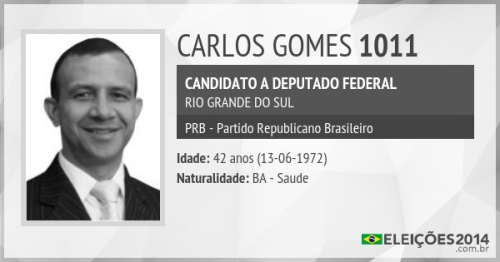 CARLOS GOMES 1011
CANDIDATO A DEPUTADO FEDERAL
RIO GRANDE DO SUL
PRB - Partido Republicano Brasileiro
Idade: 42 anos (13-06-1972)
Naturalidade: BA - Saude
ELEIÇÕES2014
.com.br